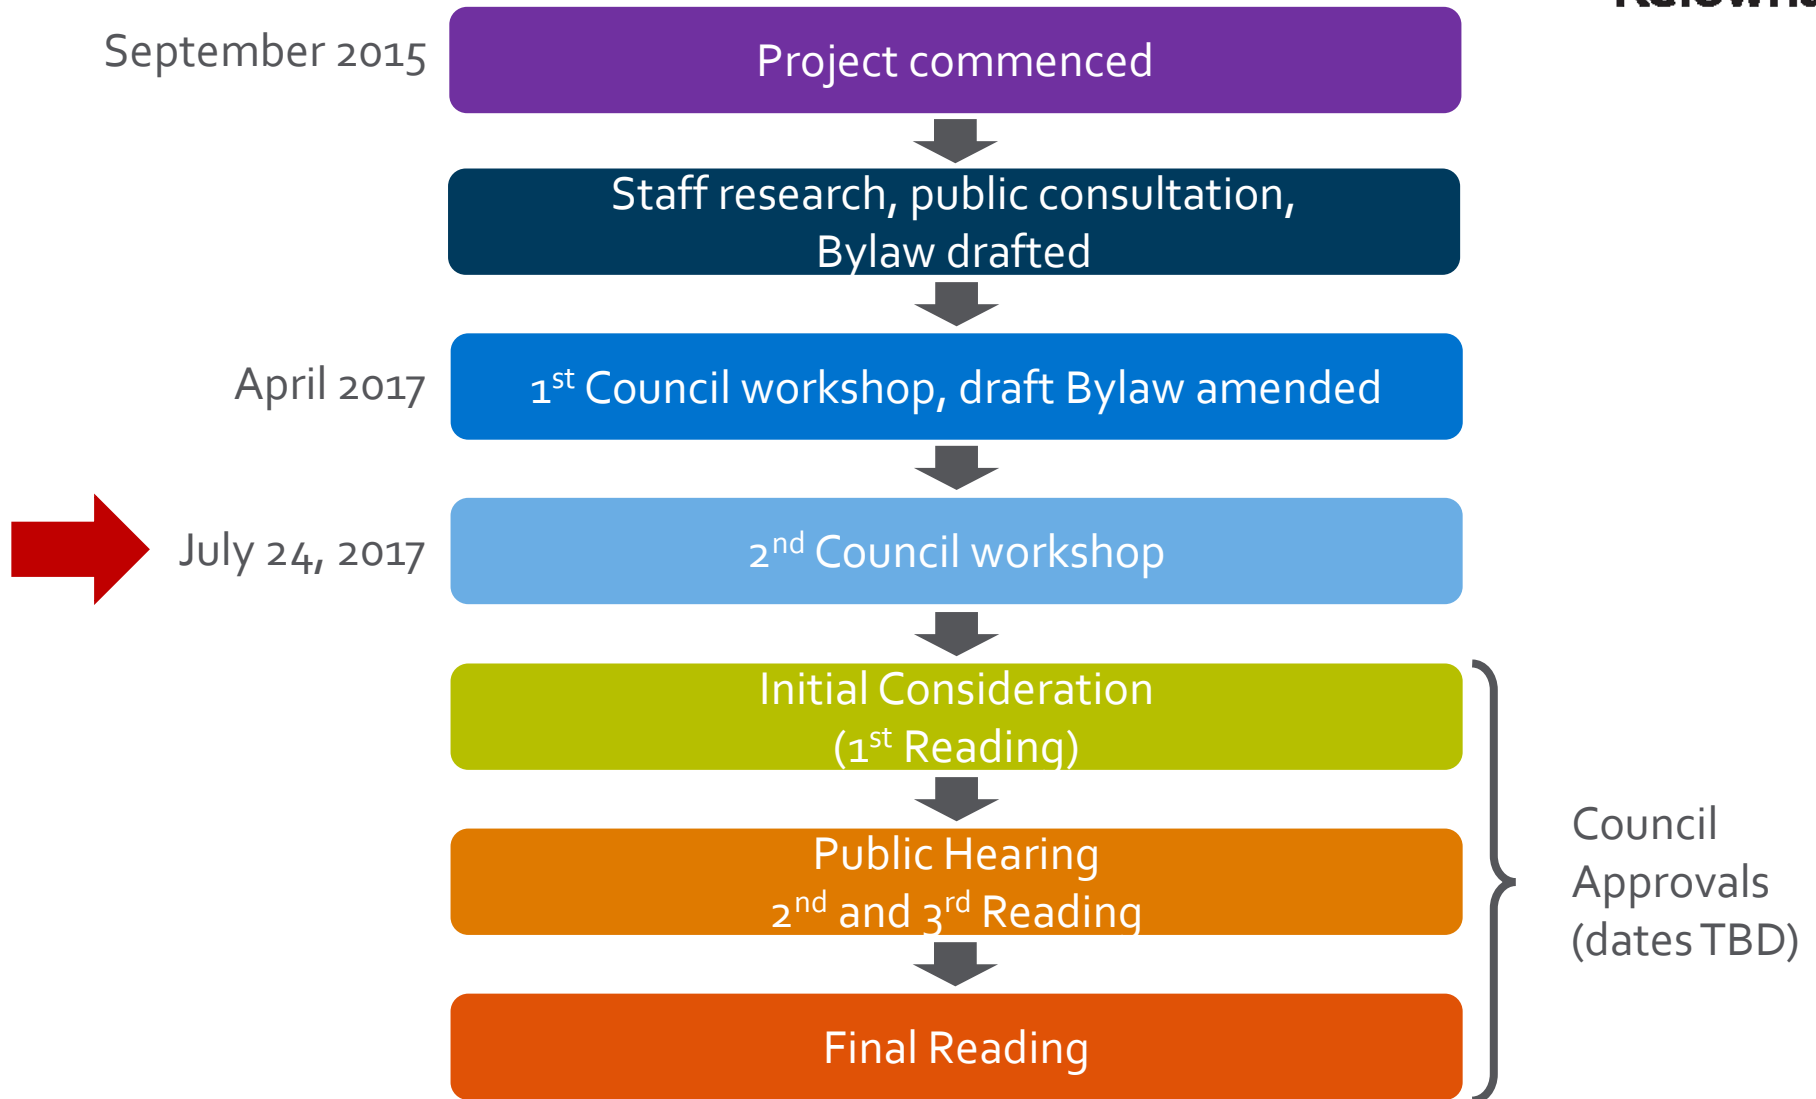 Kelowna
September 2015
Project commenced
Staff research, public consultation,
Bylaw drafted
April 2017
1st Council workshop, draft Bylaw amended
July 24, 2017
2nd Council workshop
Initial Consideration
(1st Reading)
Public Hearing
2nd and 3rd Reading
Council
Approvals
(dates TBD)
Final Reading